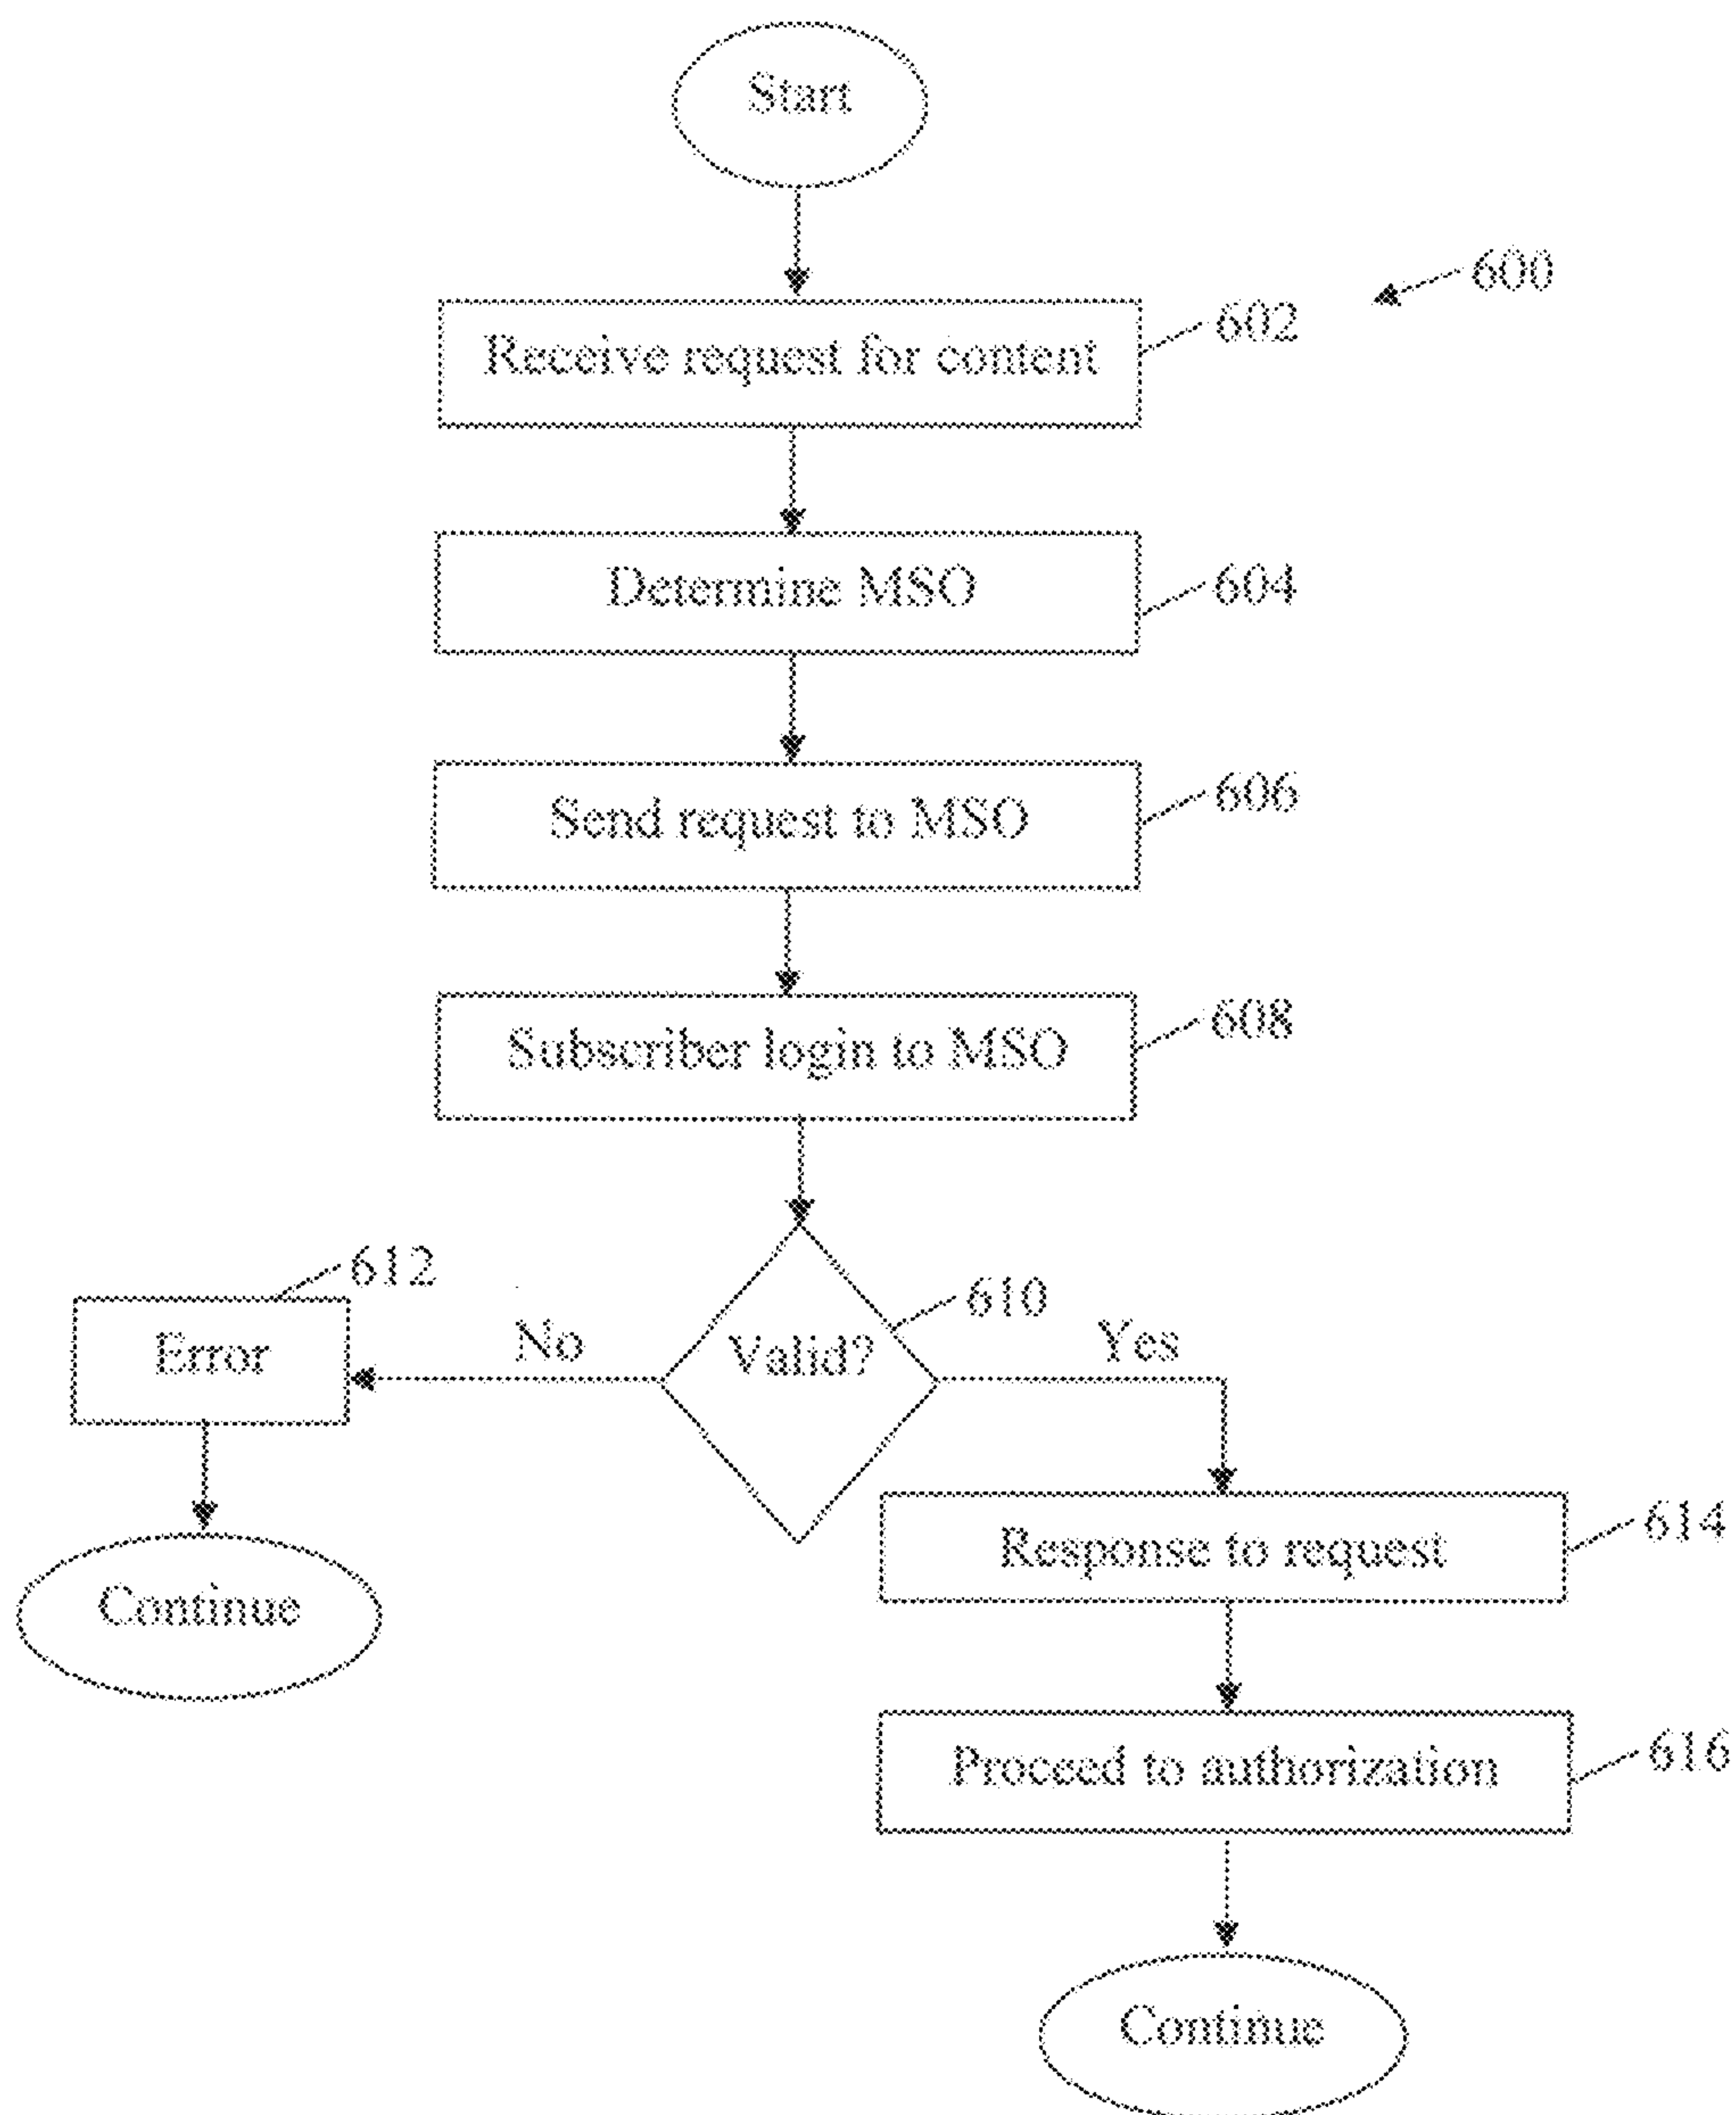 Start
600
Receive request for content
602
Determine MSO
604
Send request to MSO
606
Subscriber login to MSO
608
Valid?
610
No
Yes
Error
612
Continue
Response to request
614
Proceed to authorization
616
Continue